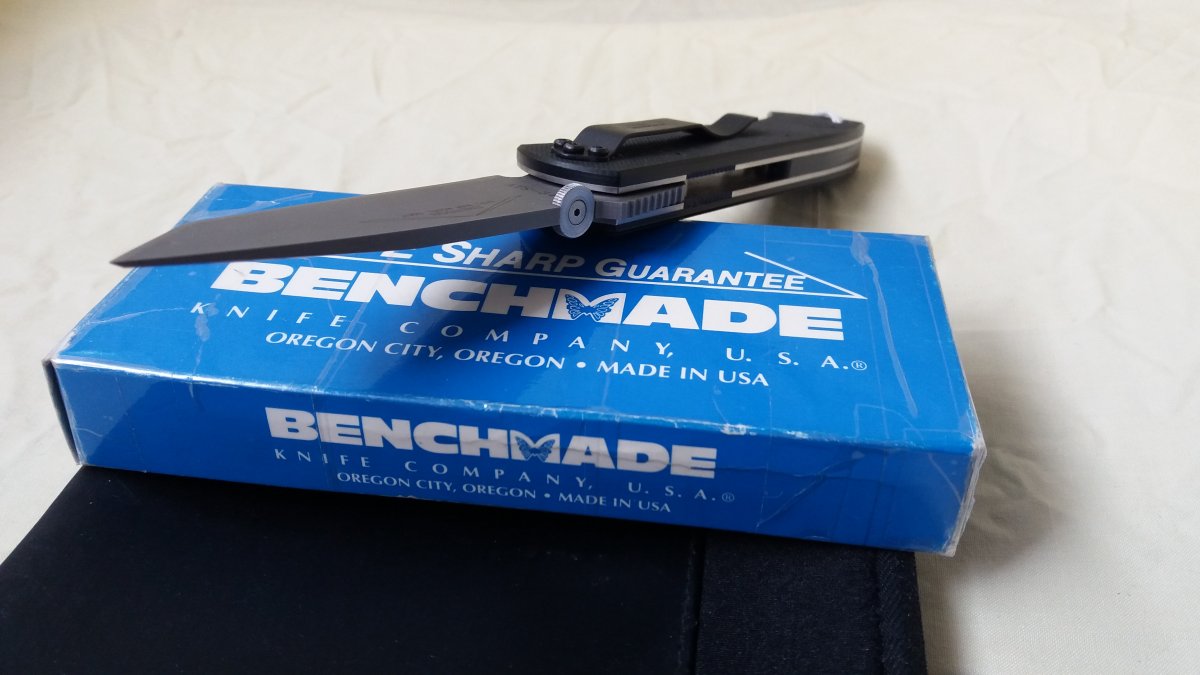 SHARP GUARANTEE
BENCHMADE
KNIFE COMPANY, U. S. A.®
OREGON CITY, OREGON • MADE IN USA
BENCHMADE
KNIFE COMPANY, U. S. A.®
OREGON CITY, OREGON • MADE IN USA